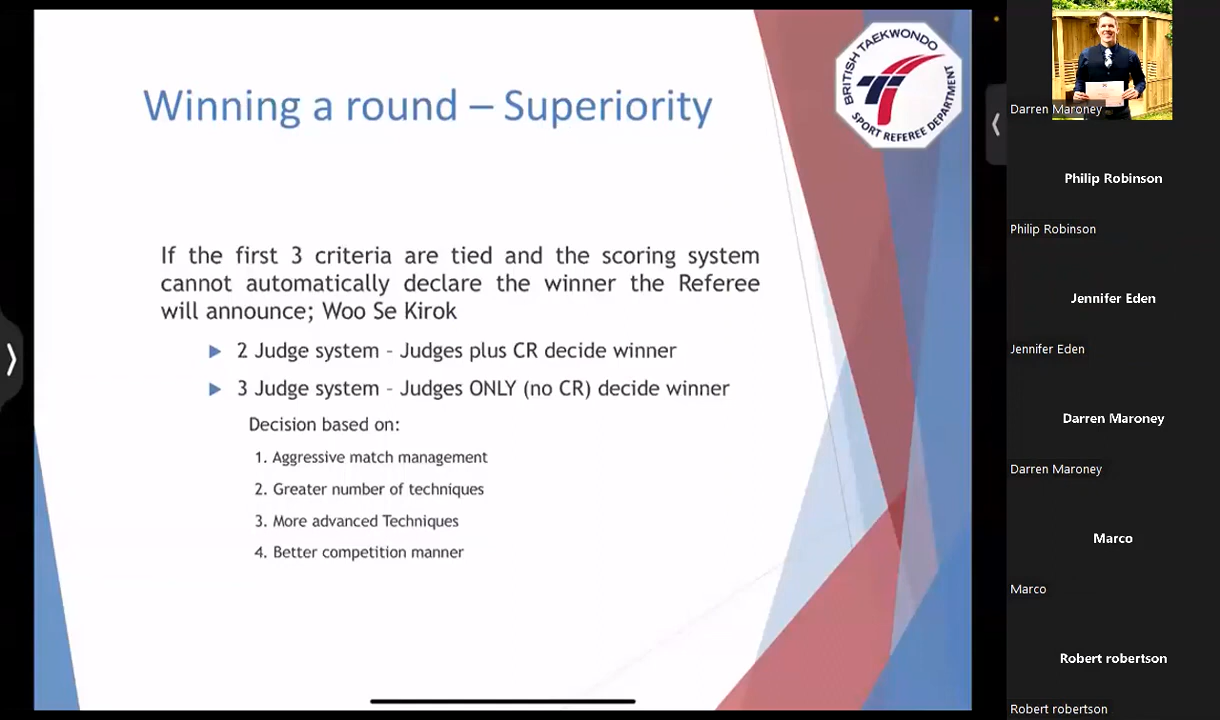 Winning a round – Superiority
BRITISH TAEKWONDO
SPORT REFEREE DEPARTMENT
If the first 3 criteria are tied and the scoring system
cannot automatically declare the winner the Referee
will announce; Woo Se Kirok
2 Judge system - Judges plus CR decide winner
3 Judge system - Judges ONLY (no CR) decide winner
Decision based on:
1. Aggressive match management
2. Greater number of techniques
3. More advanced Techniques
4. Better competition manner
Darren Maroney
Philip Robinson
Philip Robinson
Jennifer Eden
Jennifer Eden
Darren Maroney
Darren Maroney
Marco
Marco
Robert robertson
Robert robertson